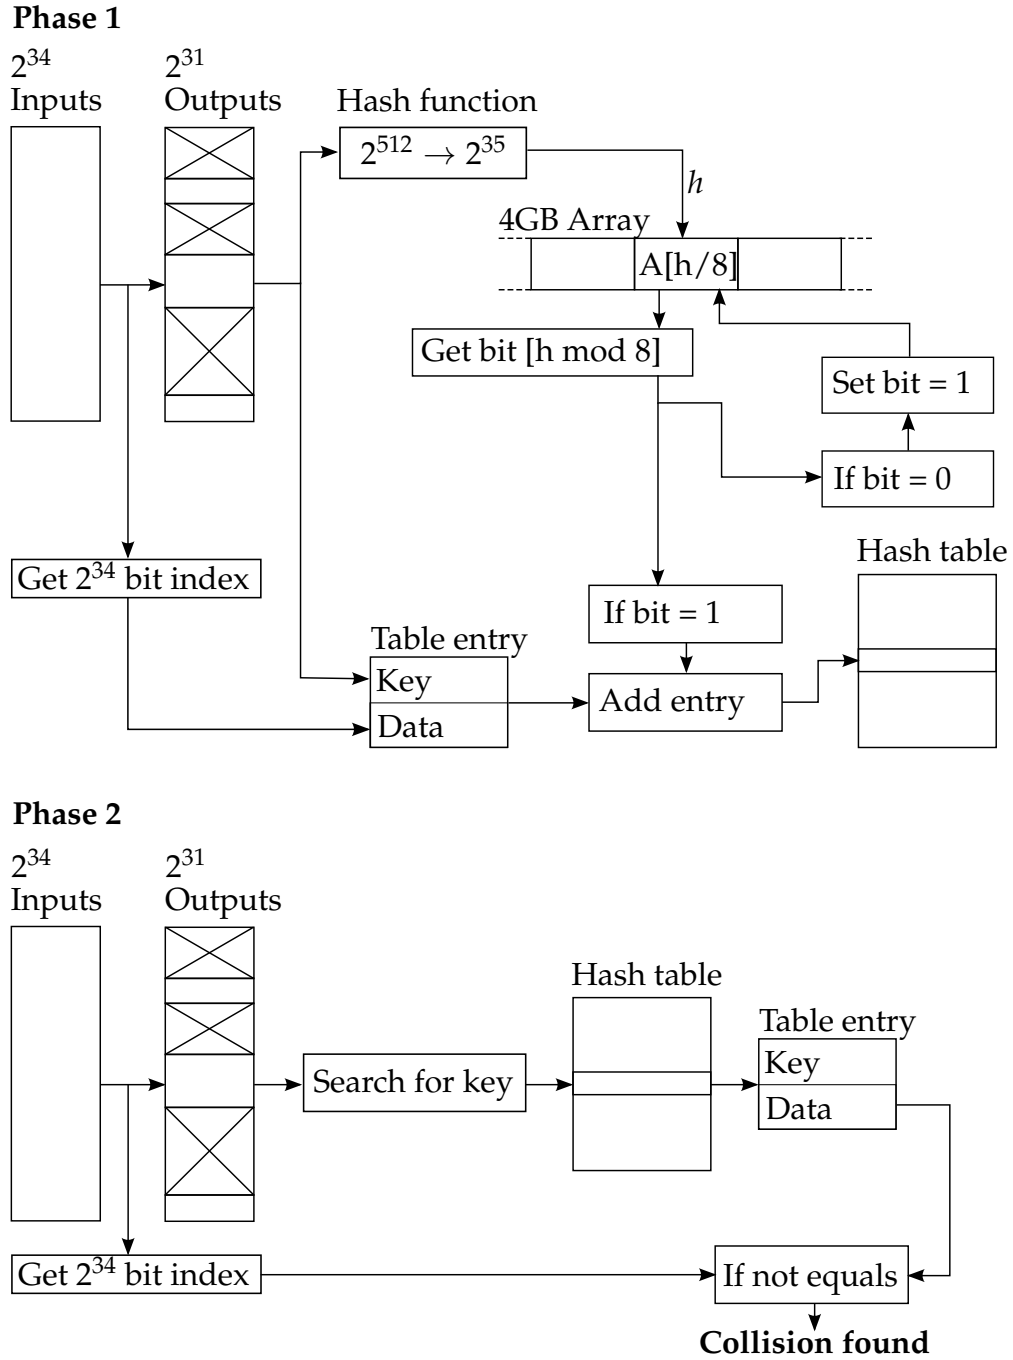 Phase 1
2^34
Inputs
2^31
Outputs
Hash function
2^512 → 2^35
h
4GB Array
A[h/8]
Get bit [h mod 8]
Set bit = 1
If bit = 0
Hash table
Get 2^34 bit index
If bit = 1
Table entry
Key
Data
Add entry
Phase 2
2^34
Inputs
2^31
Outputs
Hash table
Table entry
Search for key
Key
Data
Get 2^34 bit index
If not equals
Collision found